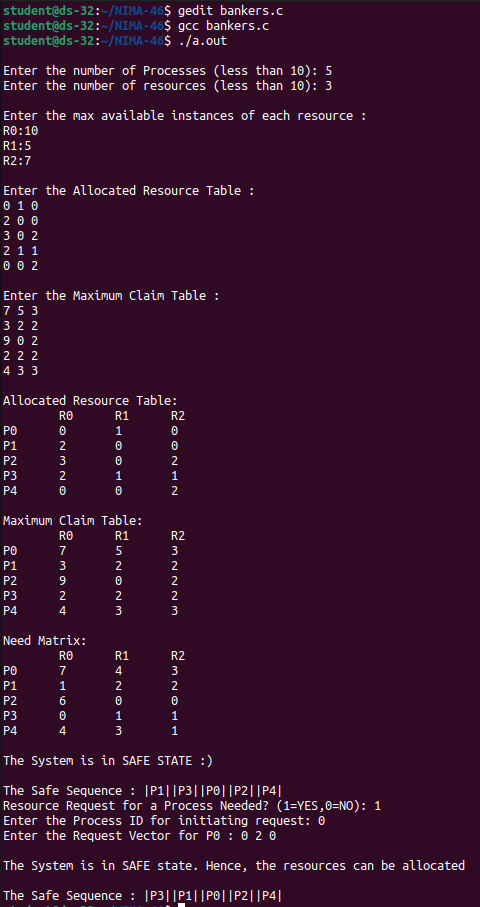 student@ds-32:~/NIMA-46$ gedit bankers.c
student@ds-32:~/NIMA-46$ gcc bankers.c
student@ds-32:~/NIMA-46$ ./a.out
Enter the number of Processes (less than 10): 5
Enter the number of resources (less than 10): 3
Enter the max available instances of each resource :
R0:10
R1:5
R2:7
Enter the Allocated Resource Table :
0 1 0
2 0 0
3 0 2
2 1 1
0 0 2
Enter the Maximum Claim Table :
7 5 3
3 2 2
9 0 2
2 2 2
4 3 3
Allocated Resource Table:
R0 R1 R2
P0 0 1 0
P1 2 0 0
P2 3 0 2
P3 2 1 1
P4 0 0 2
Maximum Claim Table:
R0 R1 R2
P0 7 5 3
P1 3 2 2
P2 9 0 2
P3 2 2 2
P4 4 3 3
Need Matrix:
R0 R1 R2
P0 7 4 3
P1 1 2 2
P2 6 0 0
P3 0 1 1
P4 4 3 1
The System is in SAFE STATE :)
The Safe Sequence : |P1||P3||P0||P2||P4|
Resource Request for a Process Needed? (1=YES,0=NO): 1
Enter the Process ID for initiating request: 0
Enter the Request Vector for P0 : 0 2 0
The System is in SAFE state. Hence, the resources can be allocated
The Safe Sequence : |P3||P1||P0||P2||P4|